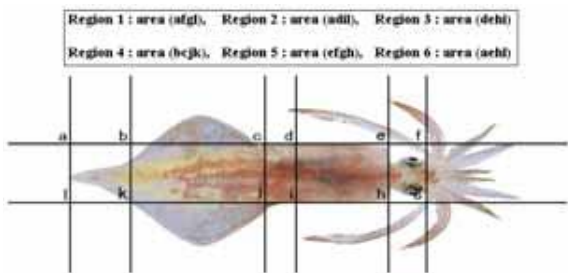 Region 1 : area (afgl), Region 2 : area (adil), Region 3 : area (dehi)
Region 4 : area (bcjk), Region 5 : area (efgh) Region 6 : area (aehl)
a b c d e f
l k j i h g